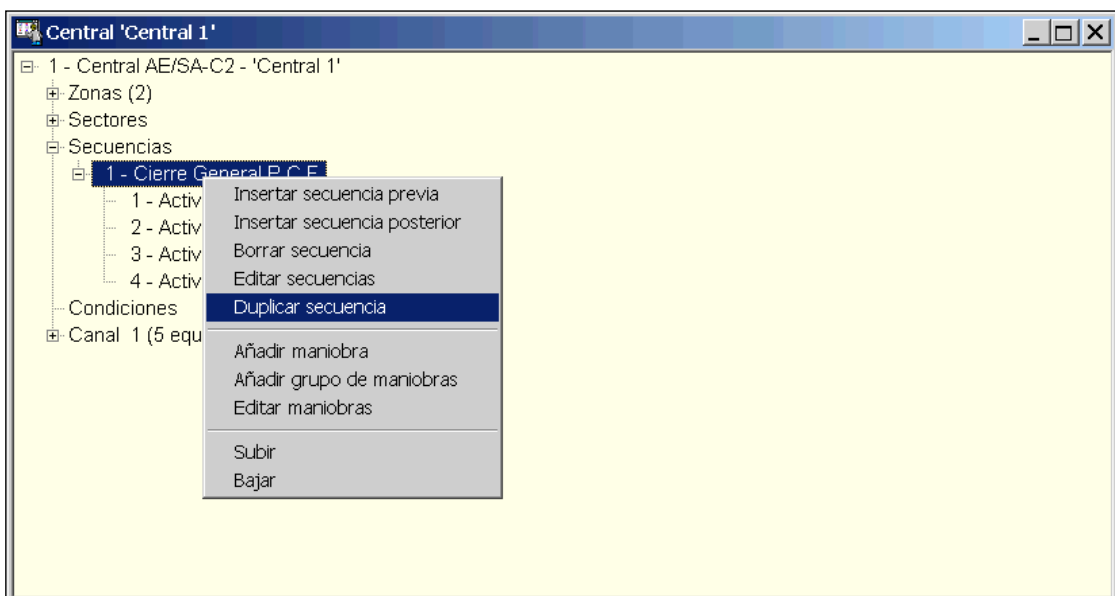 Central 'Central 1'
1 - Central AE/SA-C2 - 'Central 1'
Zonas (2)
Sectores
Secuencias
1 - Cierre General P.C.F.
1 - Activ
2 - Activ
3 - Activ
4 - Activ
Condiciones
Canal 1 (5 equ
Insertar secuencia previa
Insertar secuencia posterior
Borrar secuencia
Editar secuencias
Duplicar secuencia
Añadir maniobra
Añadir grupo de maniobras
Editar maniobras
Subir
Bajar